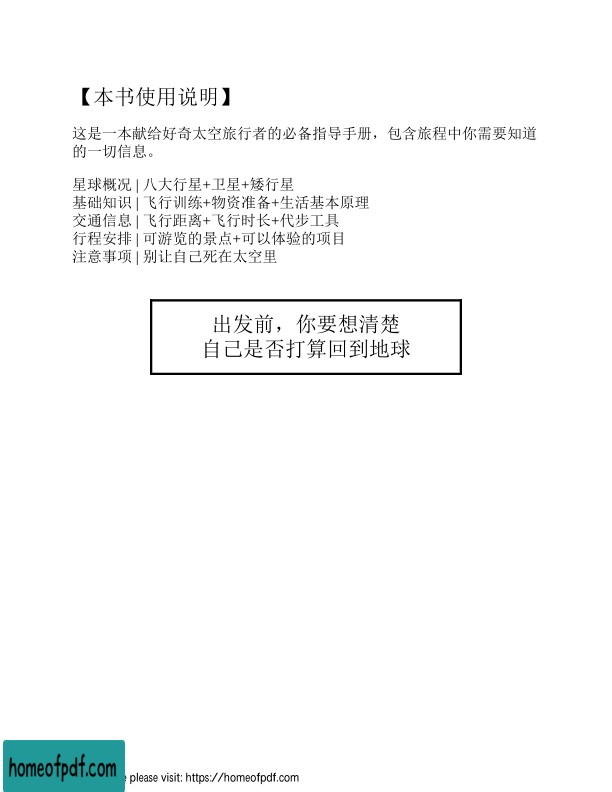 【本书使用说明】
这是一本献给好奇太空旅行者的必备指导手册，包含旅程中你需要知道
的一切信息。
星球概况 | 八大行星+卫星+矮行星
基础知识 | 飞行训练+物资准备+生活基本原理
交通信息 | 飞行距离+飞行时长+代步工具
行程安排 | 可游览的景点+可以体验的项目
注意事项 | 别让自己死在太空里
出发前，你要想清楚
自己是否打算回到地球
homeofpdf.com
please visit: https://homeofpdf.com